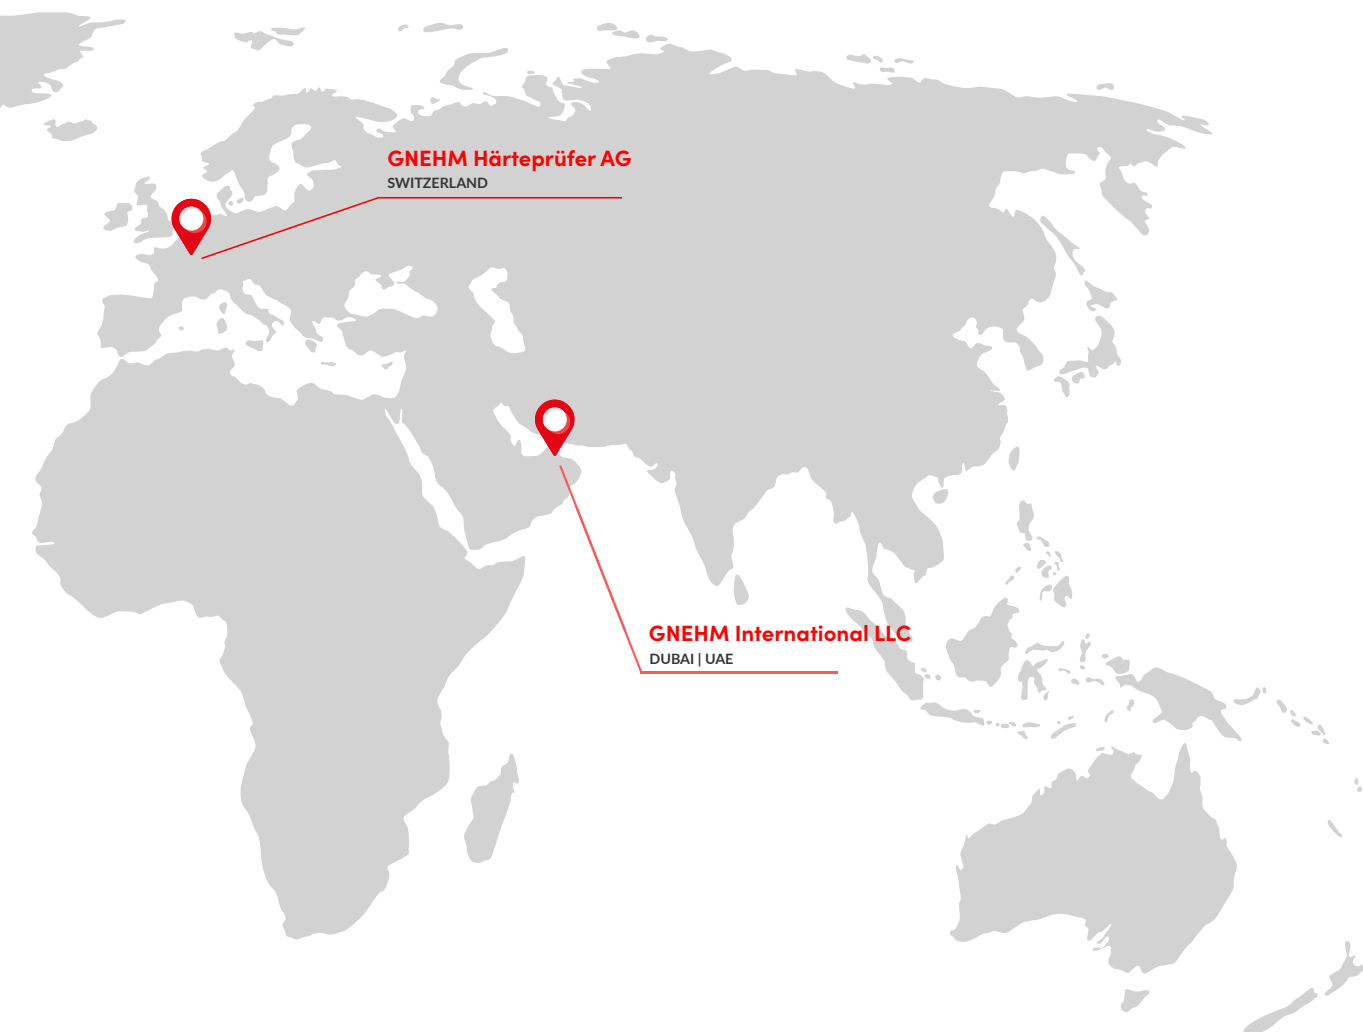 GNEHM Härteprüfer AG
SWITZERLAND
GNEHM International LLC
DUBAI | UAE